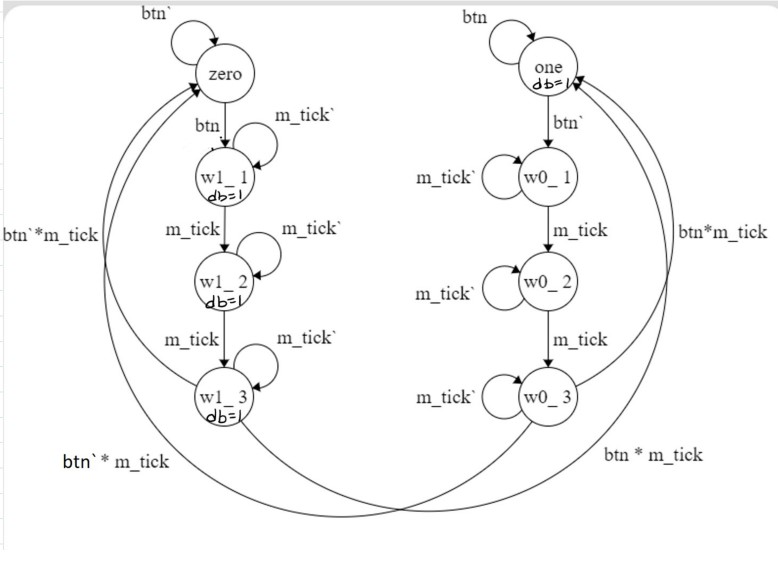 btn`
btn
zero
one
db=1
btn
m_tick`
btn`
w1_ 1
db=1
m_tick`
w0_ 1
m_tick
m_tick`
m_tick
btn`*m_tick
btn*m_tick
w1_ 2
db=1
m_tick`
w0_ 2
m_tick
m_tick`
m_tick
w1_ 3
db=1
m_tick`
w0_ 3
btn` * m_tick
btn * m_tick